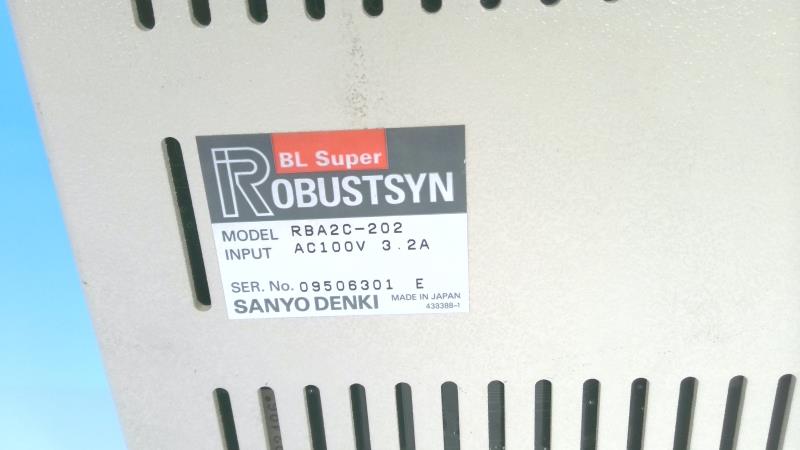 BL Super
ROBUSTSYN
MODEL RBA2C-202
INPUT AC100V 3.2A
SER. No. 09506301 E
SANYO DENKI MADE IN JAPAN
433388-1